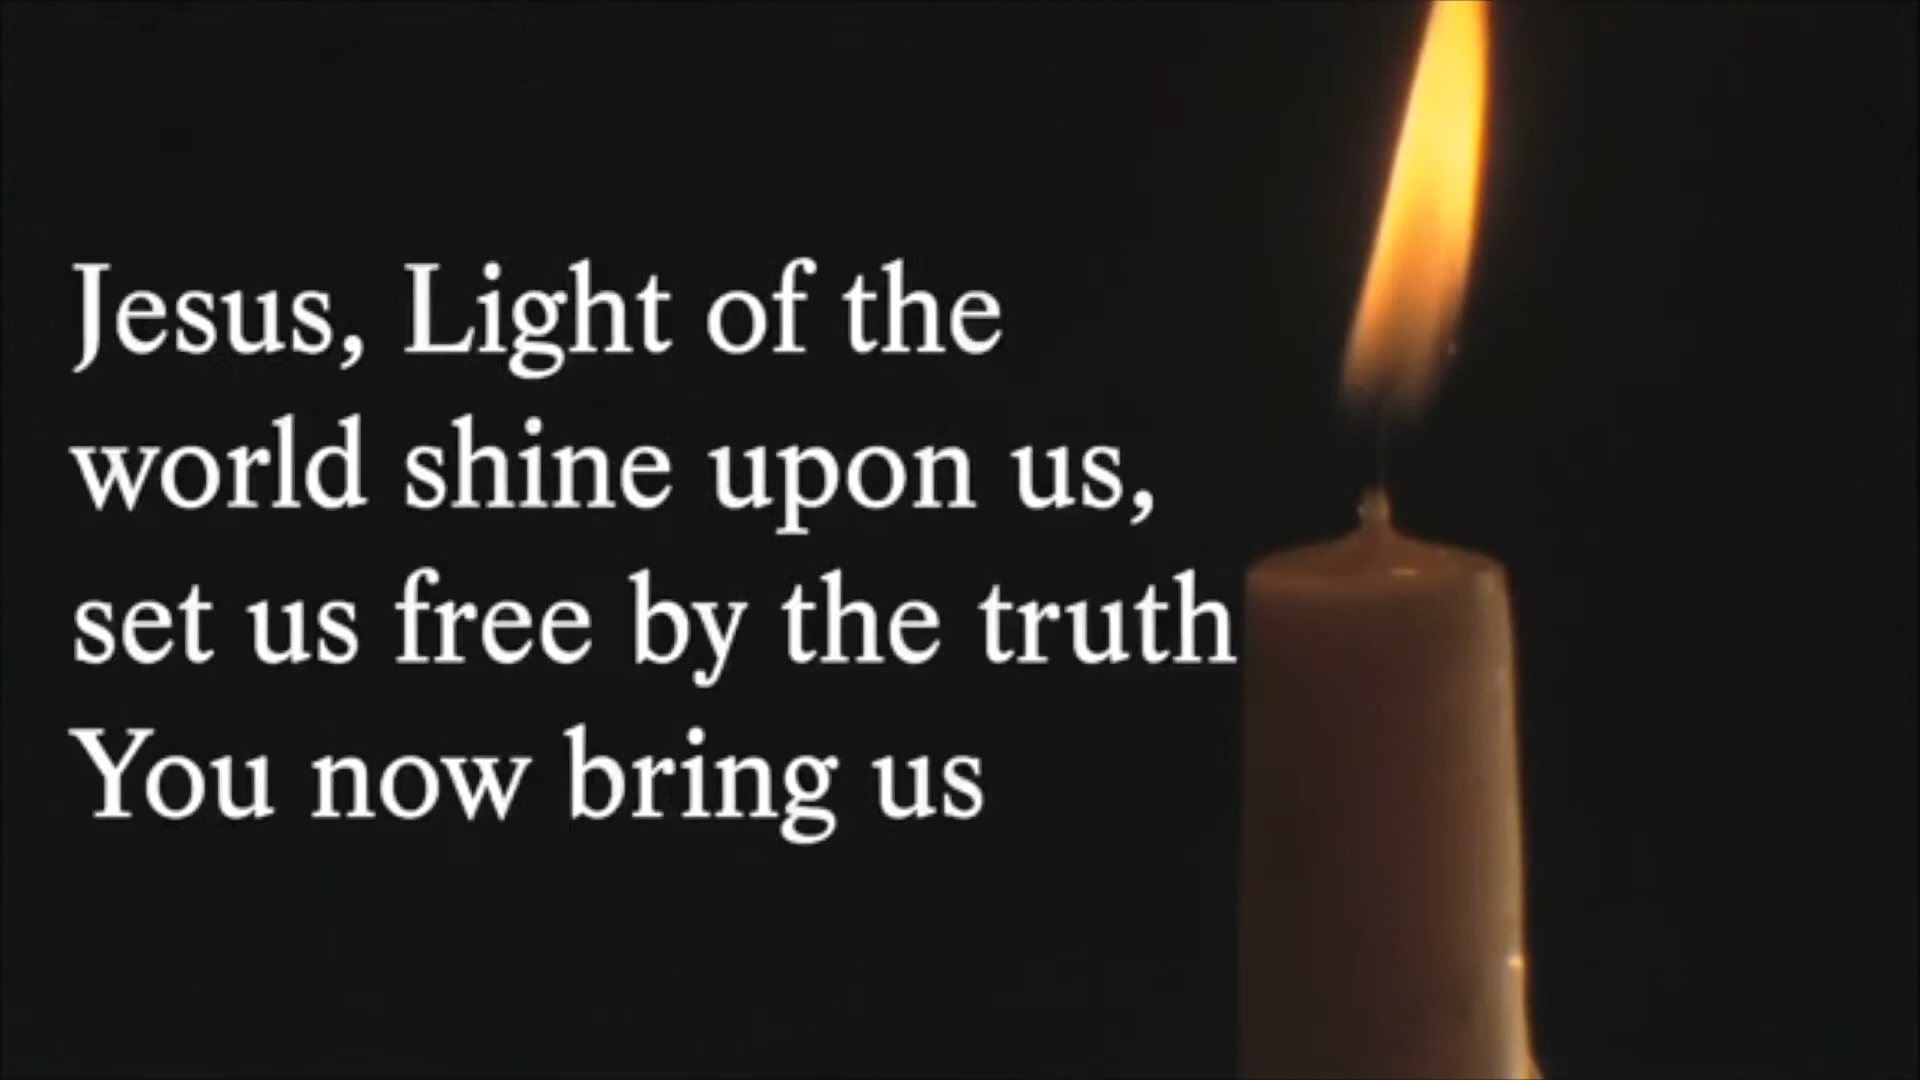 Jesus, Light of the
world shine upon us,
set us free by the truth
You now bring us